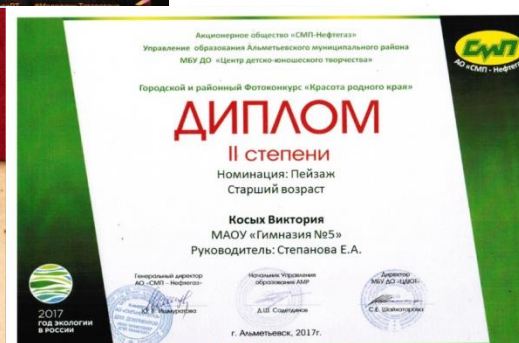 Акционерное общество «СМП-Нефтегаз»
Управление образования Альметьевского муниципального района
МБУ ДО «Центр детско-юношеского творчества»
СМП
АО «СМП - Нефтегаз»
Городской и районный Фотоконкурс «Красота родного края»
ДИПЛОМ
II степени
Номинация: Пейзаж
Старший возраст
Косых Виктория
МАОУ «Гимназия №5»
Руководитель: Степанова Е.А.
Генеральный директор
АО «СМП – Нефтегаз»
Начальник Управления
образования АМР
Директор
МБУ ДО «ЦДЮТ»
Д.Ш. Садетдинов
С.Е. Шайхатарова
2017
ГОД ЭКОЛОГИИ
В РОССИИ
г. Альметьевск, 2017г.